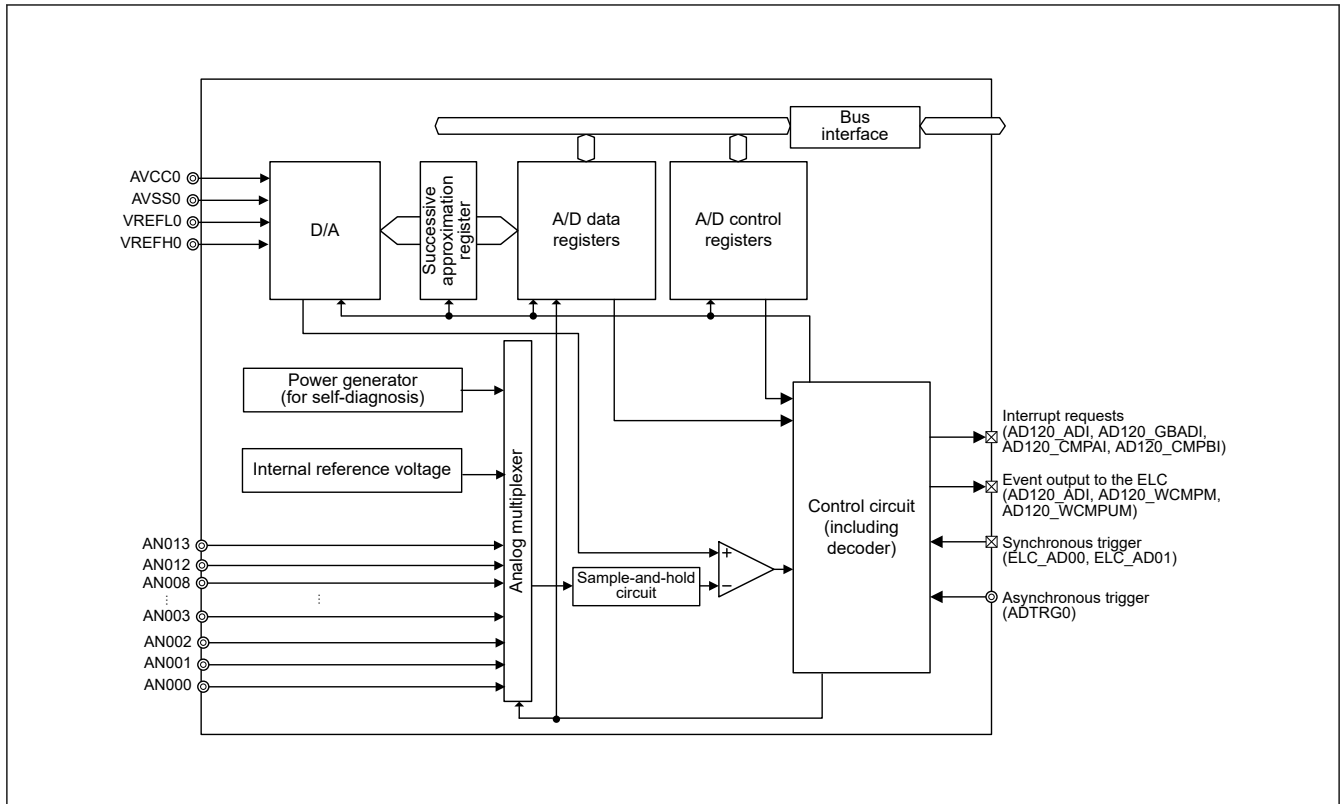 Bus
interface
AVCC0
AVSS0
VREFL0
VREFH0
D/A
Successive
approximation
register
A/D data
registers
A/D control
registers
Power generator
(for self-diagnosis)
Internal reference voltage
Analog multiplexer
AN013
AN012
AN008
AN003
AN002
AN001
AN000
Sample-and-hold
circuit
+
−
Control circuit
(including
decoder)
Interrupt requests
(AD120_ADI, AD120_GBADI,
AD120_CMPAI, AD120_CMPBI)
Event output to the ELC
(AD120_ADI, AD120_WCMPM,
AD120_WCMPUM)
Synchronous trigger
(ELC_AD00, ELC_AD01)
Asynchronous trigger
(ADTRG0)